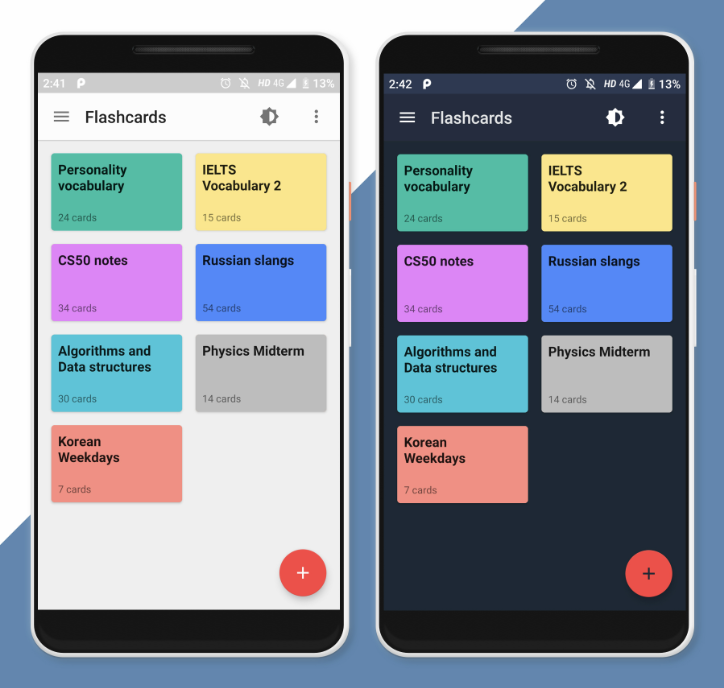 2:41 HD 4G 13%
Flashcards
Personality
vocabulary
24 cards
IELTS
Vocabulary 2
15 cards
CS50 notes
34 cards
Russian slangs
54 cards
Algorithms and
Data structures
30 cards
Physics Midterm
14 cards
Korean
Weekdays
7 cards
+
2:42 HD 4G 13%
Flashcards
Personality
vocabulary
24 cards
IELTS
Vocabulary 2
15 cards
CS50 notes
34 cards
Russian slangs
54 cards
Algorithms and
Data structures
30 cards
Physics Midterm
14 cards
Korean
Weekdays
7 cards
+